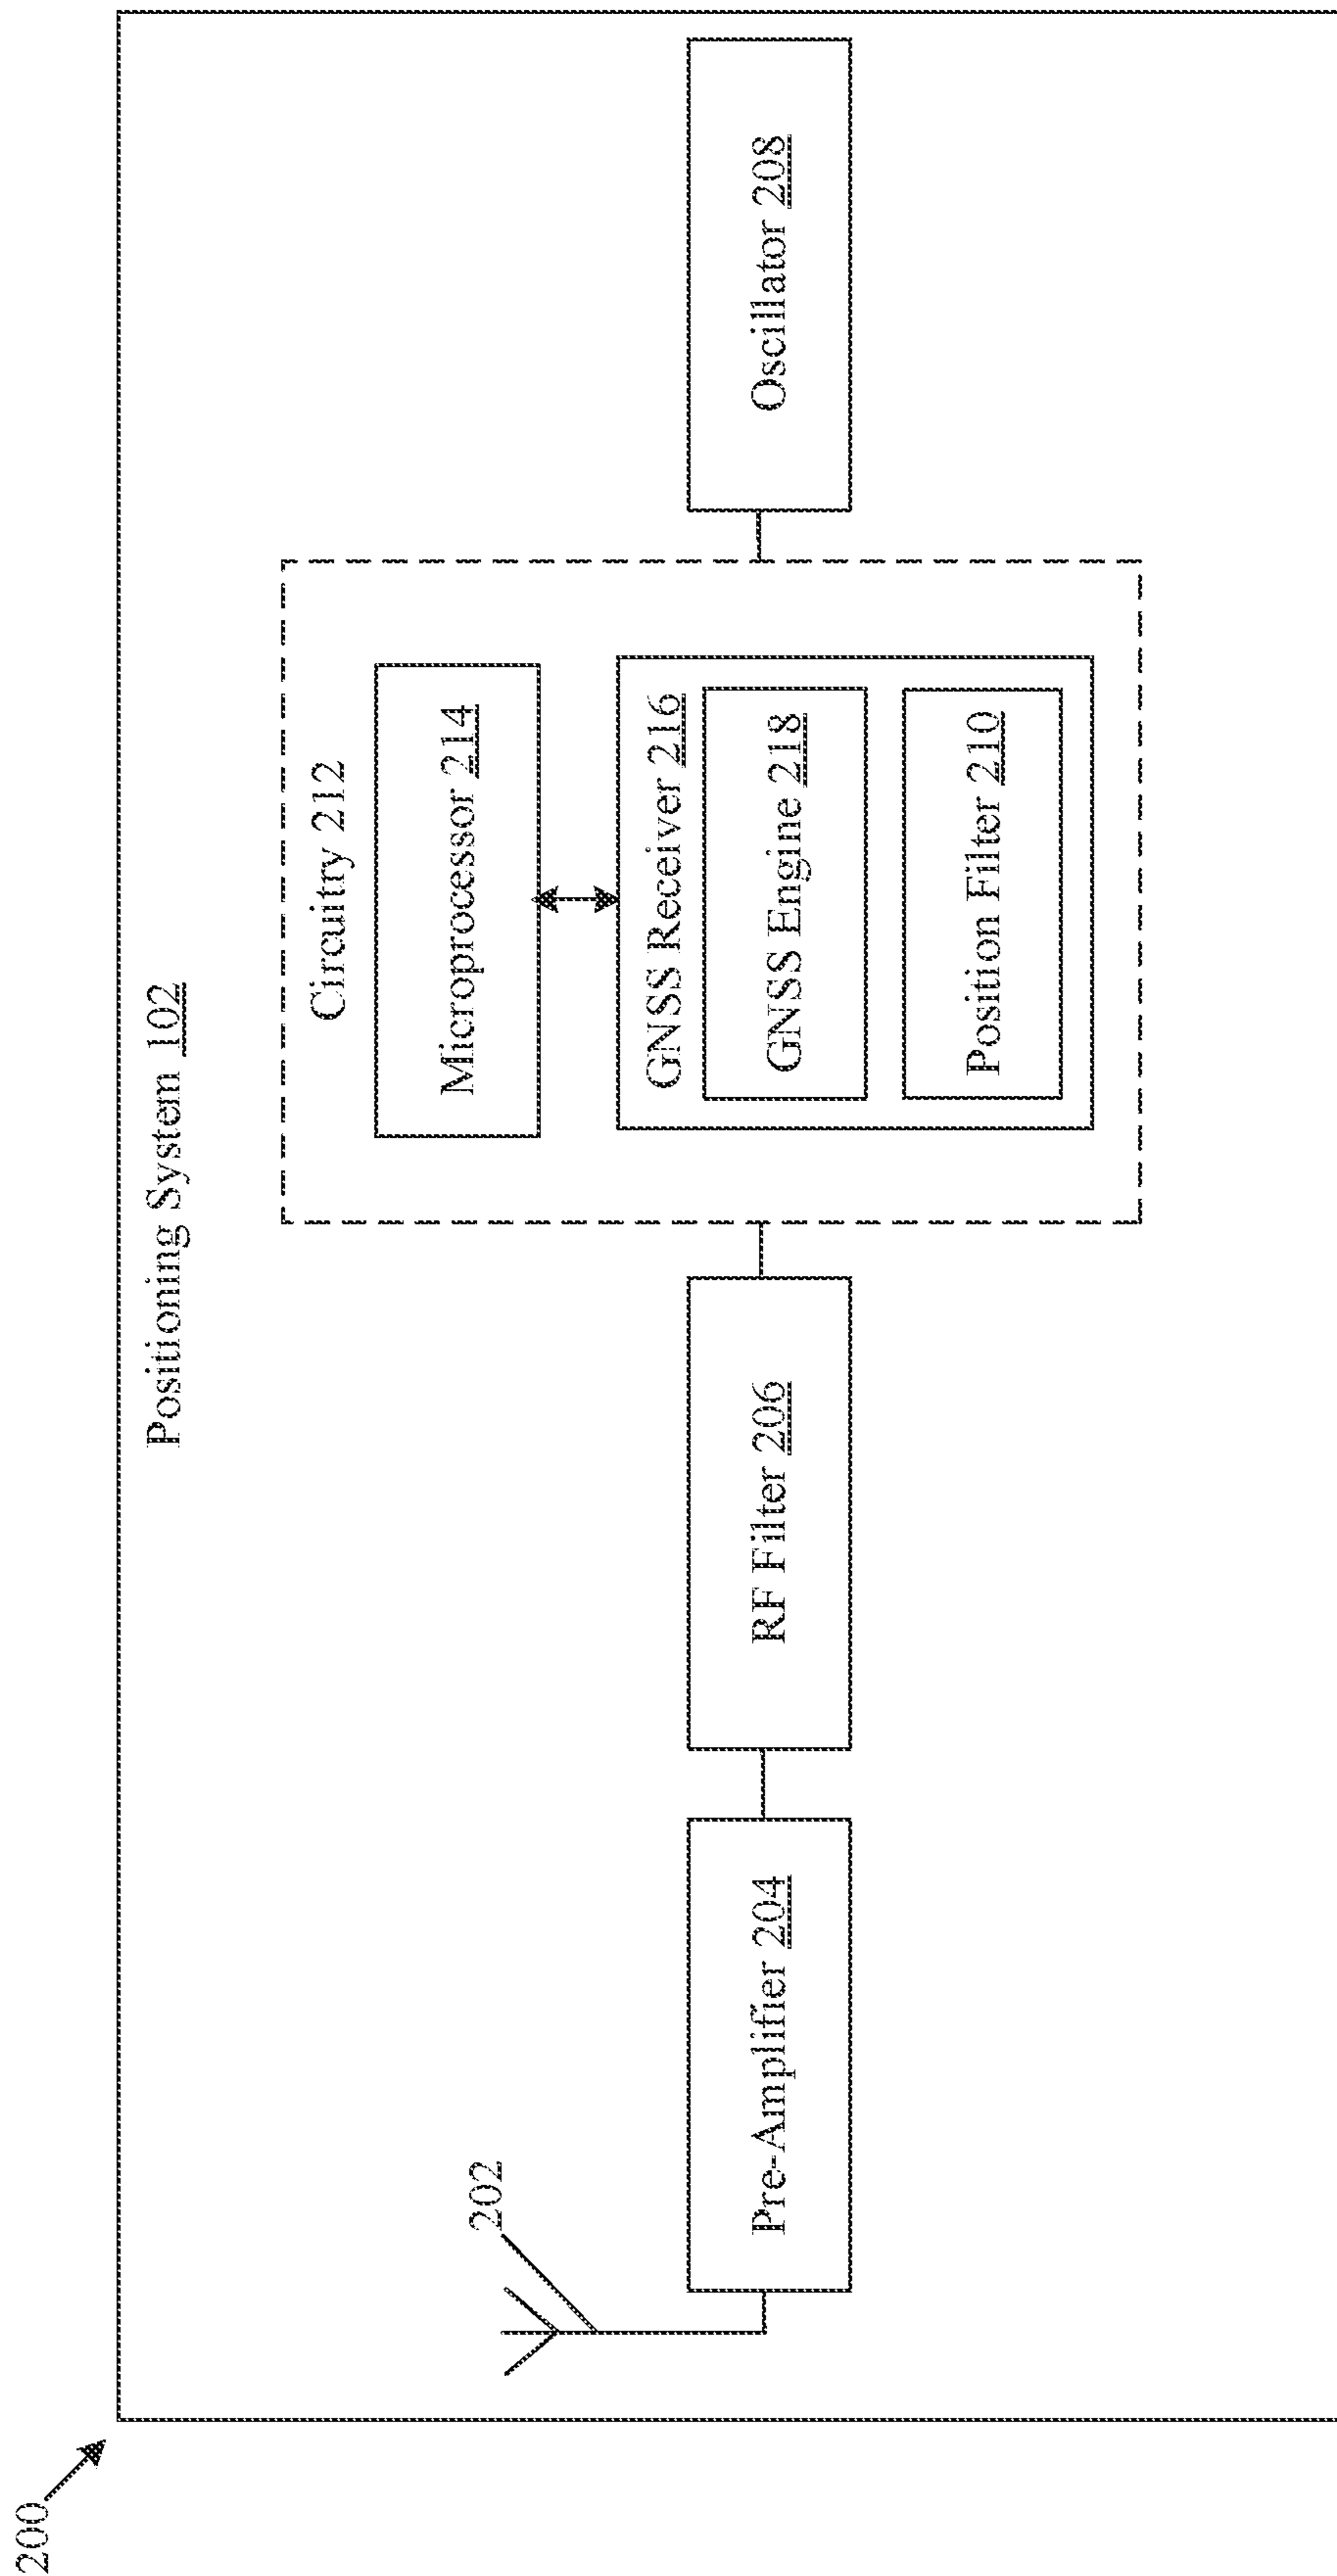 200
Positioning System 102
202
Pre-Amplifier 204
RF Filter 206
Circuitry 212
Microprocessor 214
GNSS Receiver 216
GNSS Engine 218
Position Filter 210
Oscillator 208